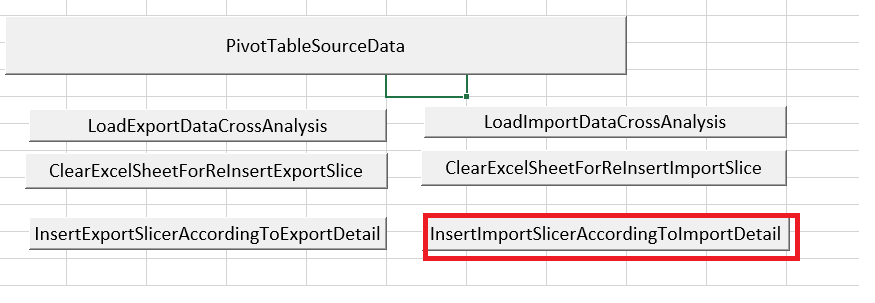 PivotTableSourceData
LoadExportDataCrossAnalysis
LoadImportDataCrossAnalysis
ClearExcelSheetForReInsertExportSlice
ClearExcelSheetForReInsertImportSlice
InsertExportSlicerAccordingToExportDetail
InsertImportSlicerAccordingToImportDetail